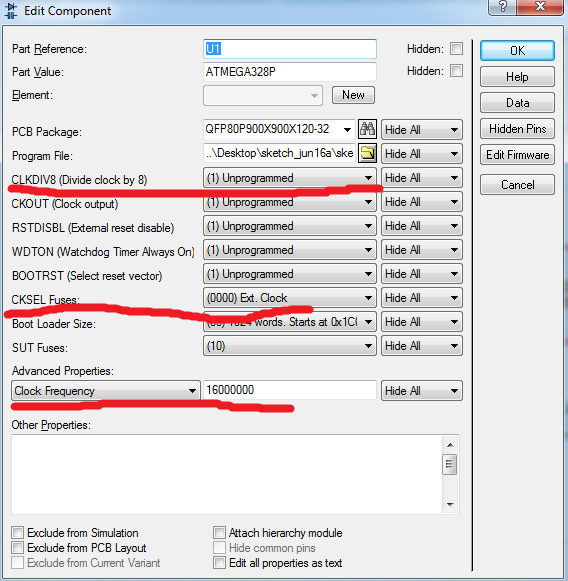 Edit Component
Part Reference: U1 Hidden:
Part Value: ATMEGA328P Hidden:
Element: New
PCB Package: QFP80P900X900X120-32 Hide All
Program File: ..\Desktop\sketch_jun16a\ske Hide All
CLKDIV8 (Divide clock by 8) (1) Unprogrammed Hide All
CKOUT (Clock output) (1) Unprogrammed Hide All
RSTDISBL (External reset disable) (1) Unprogrammed Hide All
WDTON (Watchdog Timer Always On) (1) Unprogrammed Hide All
BOOTRST (Select reset vector) (1) Unprogrammed Hide All
CKSEL Fuses: (0000) Ext. Clock Hide All
Boot Loader Size: 1024 words. Starts at 0x1C Hide All
SUT Fuses: (10) Hide All
Advanced Properties:
Clock Frequency 16000000 Hide All
Other Properties:
Exclude from Simulation Attach hierarchy module
Exclude from PCB Layout Hide common pins
Exclude from Current Variant Edit all properties as text
OK
Help
Data
Hidden Pins
Edit Firmware
Cancel